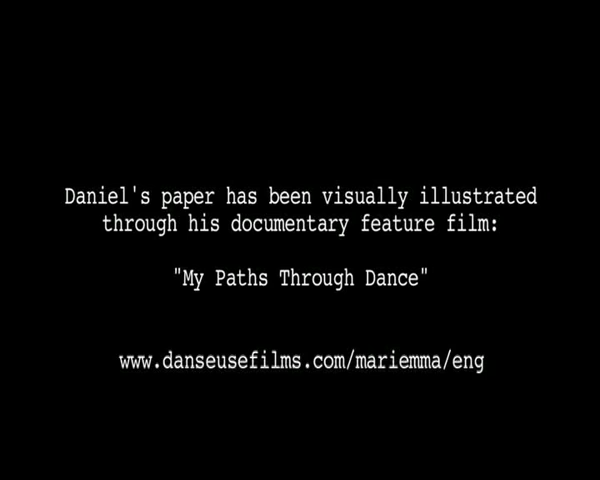 Daniel's paper has been visually illustrated
through his documentary feature film:
"My Paths Through Dance"
www.danseusefilms.com/mariemma/eng